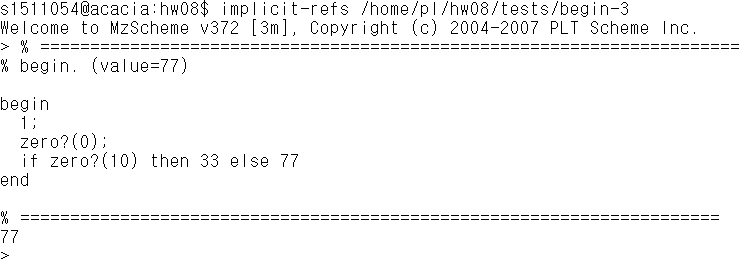 s1511054@acacia:hw08$ implicit-refs /home/pl/hw08/tests/begin-3
Welcome to MzScheme v372 [3m], Copyright (c) 2004-2007 PLT Scheme Inc.
> % ======================================================================
% begin. (value=77)
begin
  1;
  zero?(0);
  if zero?(10) then 33 else 77
end
% ======================================================================
77
>